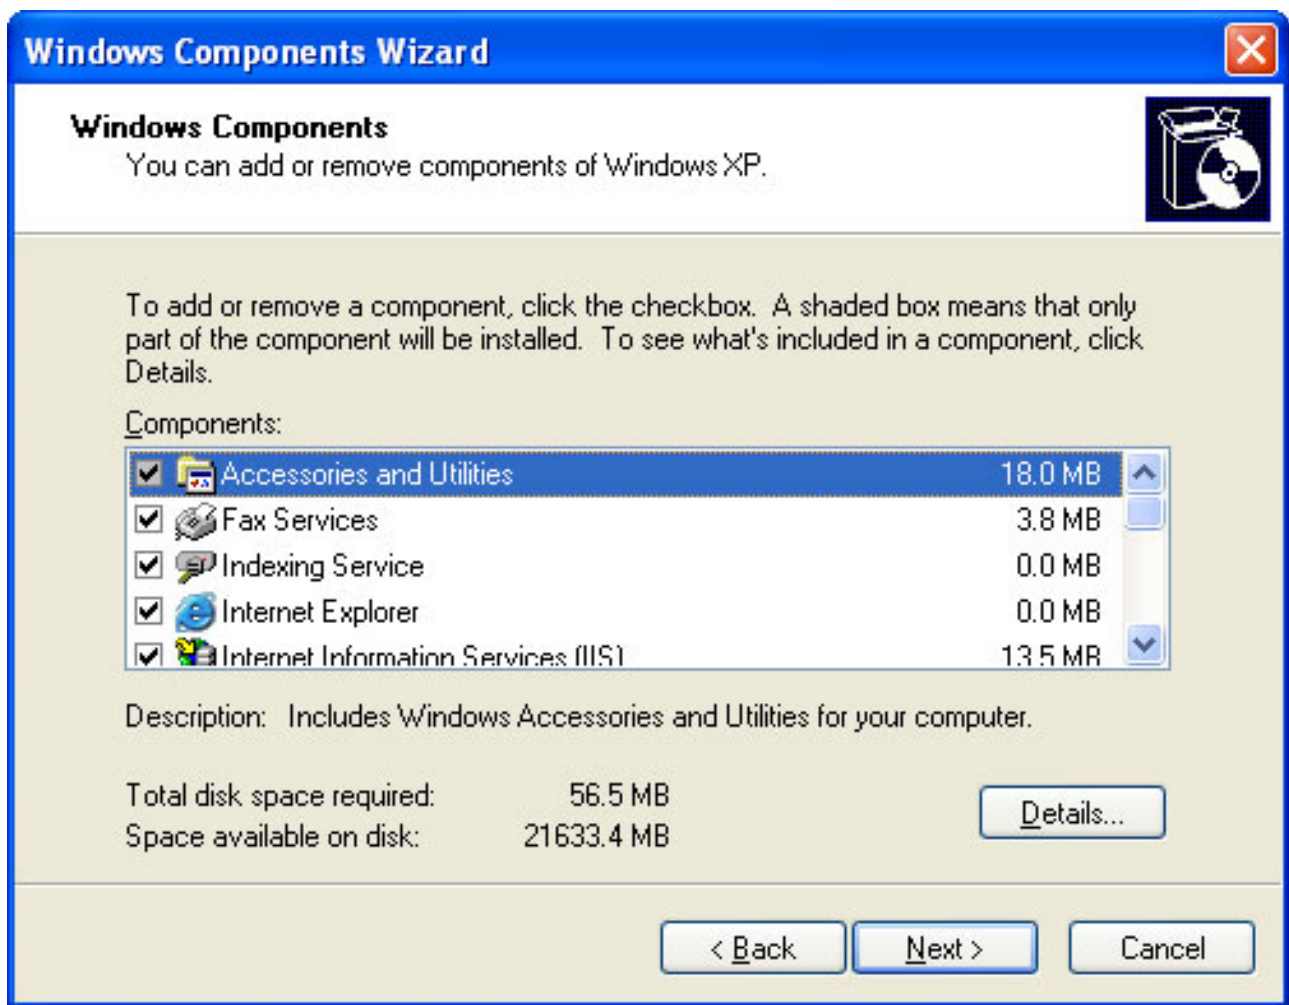 Windows Components Wizard
Windows Components
You can add or remove components of Windows XP.
To add or remove a component, click the checkbox. A shaded box means that only
part of the component will be installed. To see what's included in a component, click
Details.
Components:
Accessories and Utilities 18.0 MB
Fax Services 3.8 MB
Indexing Service 0.0 MB
Internet Explorer 0.0 MB
Internet Information Services (IIS) 13.5 MB
Description: Includes Windows Accessories and Utilities for your computer.
Total disk space required: 56.5 MB
Space available on disk: 21633.4 MB
Details...
< Back Next > Cancel